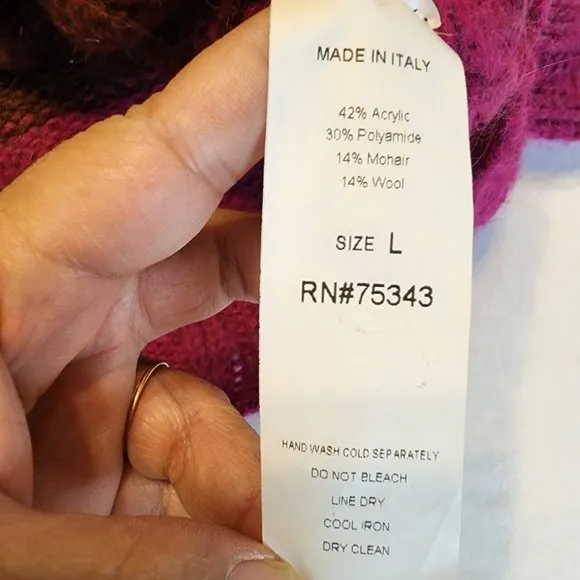 MADE IN ITALY
42% Acrylic
30% Polyamide
14% Mohair
14% Wool
SIZE L
RN#75343
HAND WASH COLD SEPARATELY
DO NOT BLEACH
LINE DRY
COOL IRON
DRY CLEAN